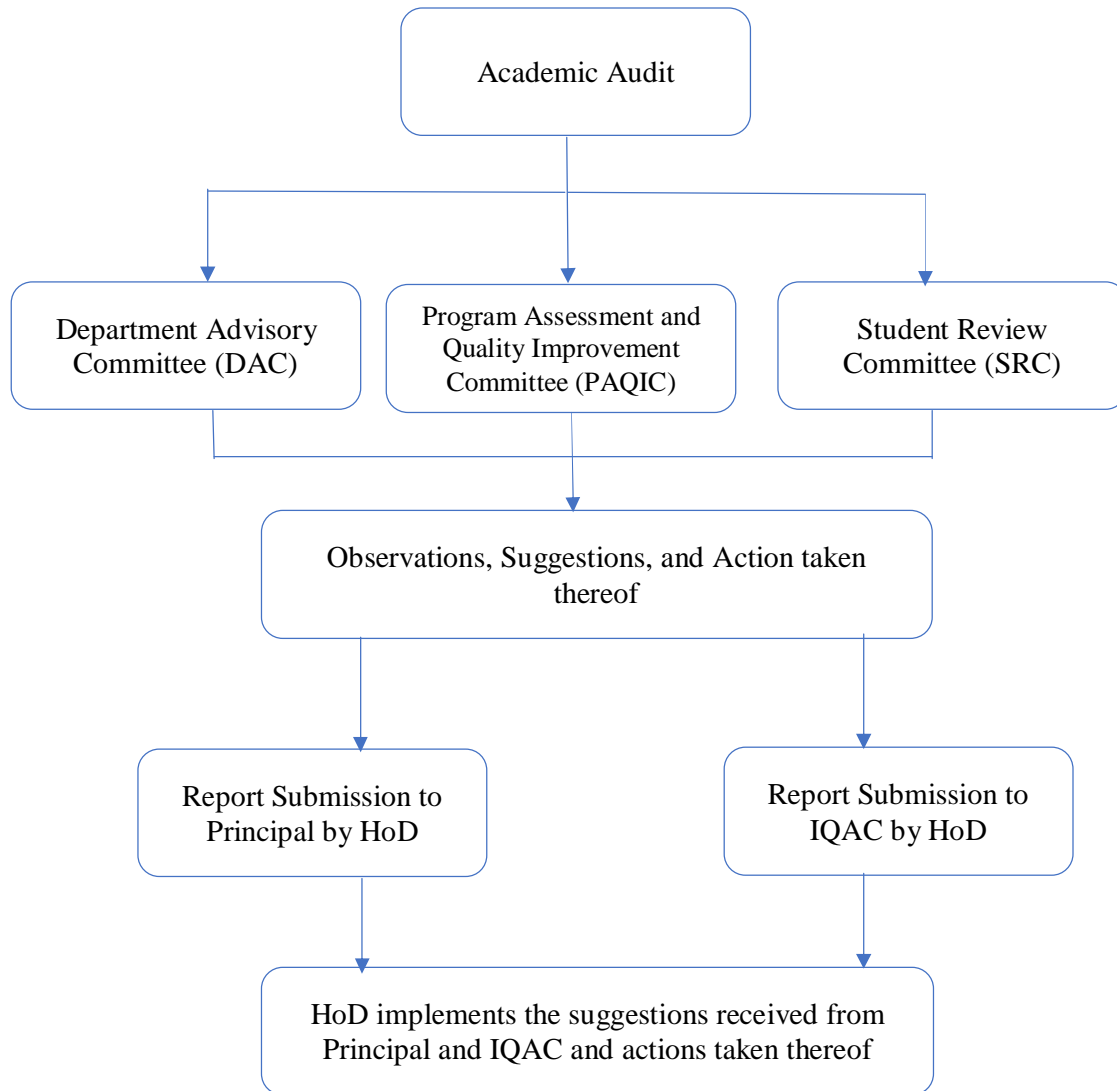 Academic Audit
Department Advisory
Committee (DAC)
Program Assessment and
Quality Improvement
Committee (PAQIC)
Student Review
Committee (SRC)
Observations, Suggestions, and Action taken
thereof
Report Submission to
Principal by HoD
Report Submission to
IQAC by HoD
HoD implements the suggestions received from
Principal and IQAC and actions taken thereof